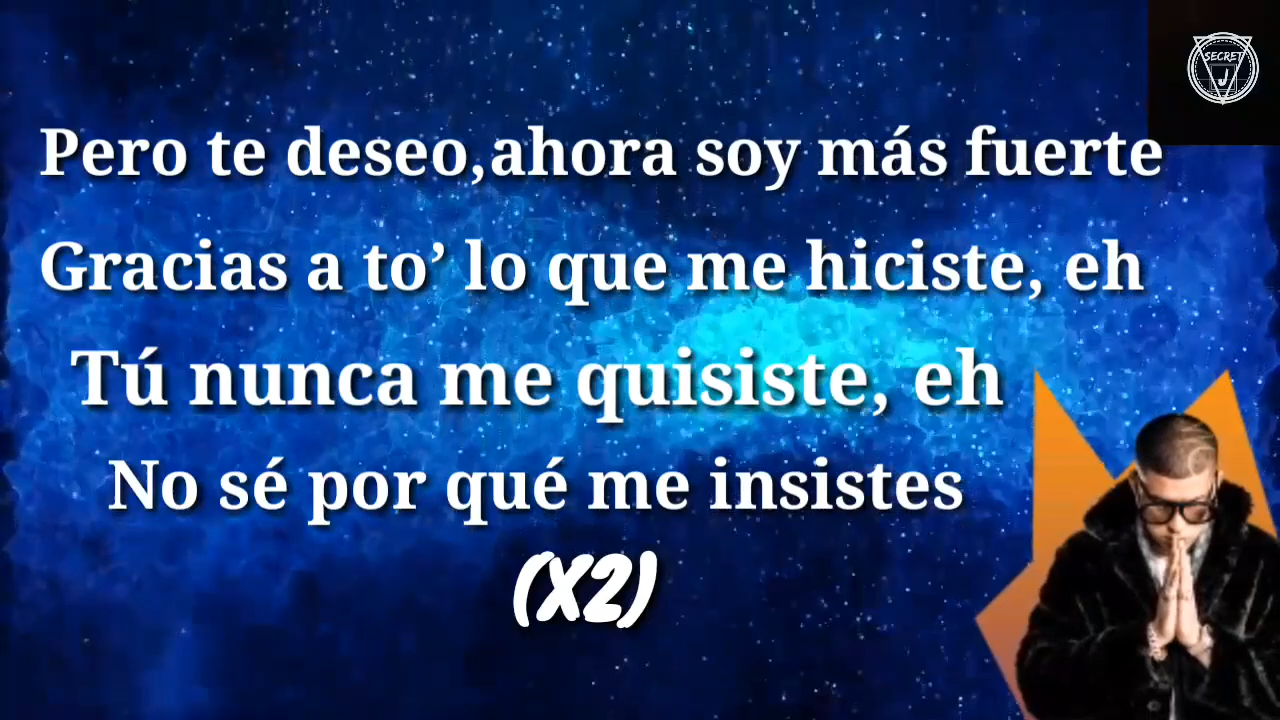 SECRET
J
Pero te deseo,ahora soy más fuerte
Gracias a to’ lo que me hiciste, eh
Tú nunca me quisiste, eh
No sé por qué me insistes
(X2)